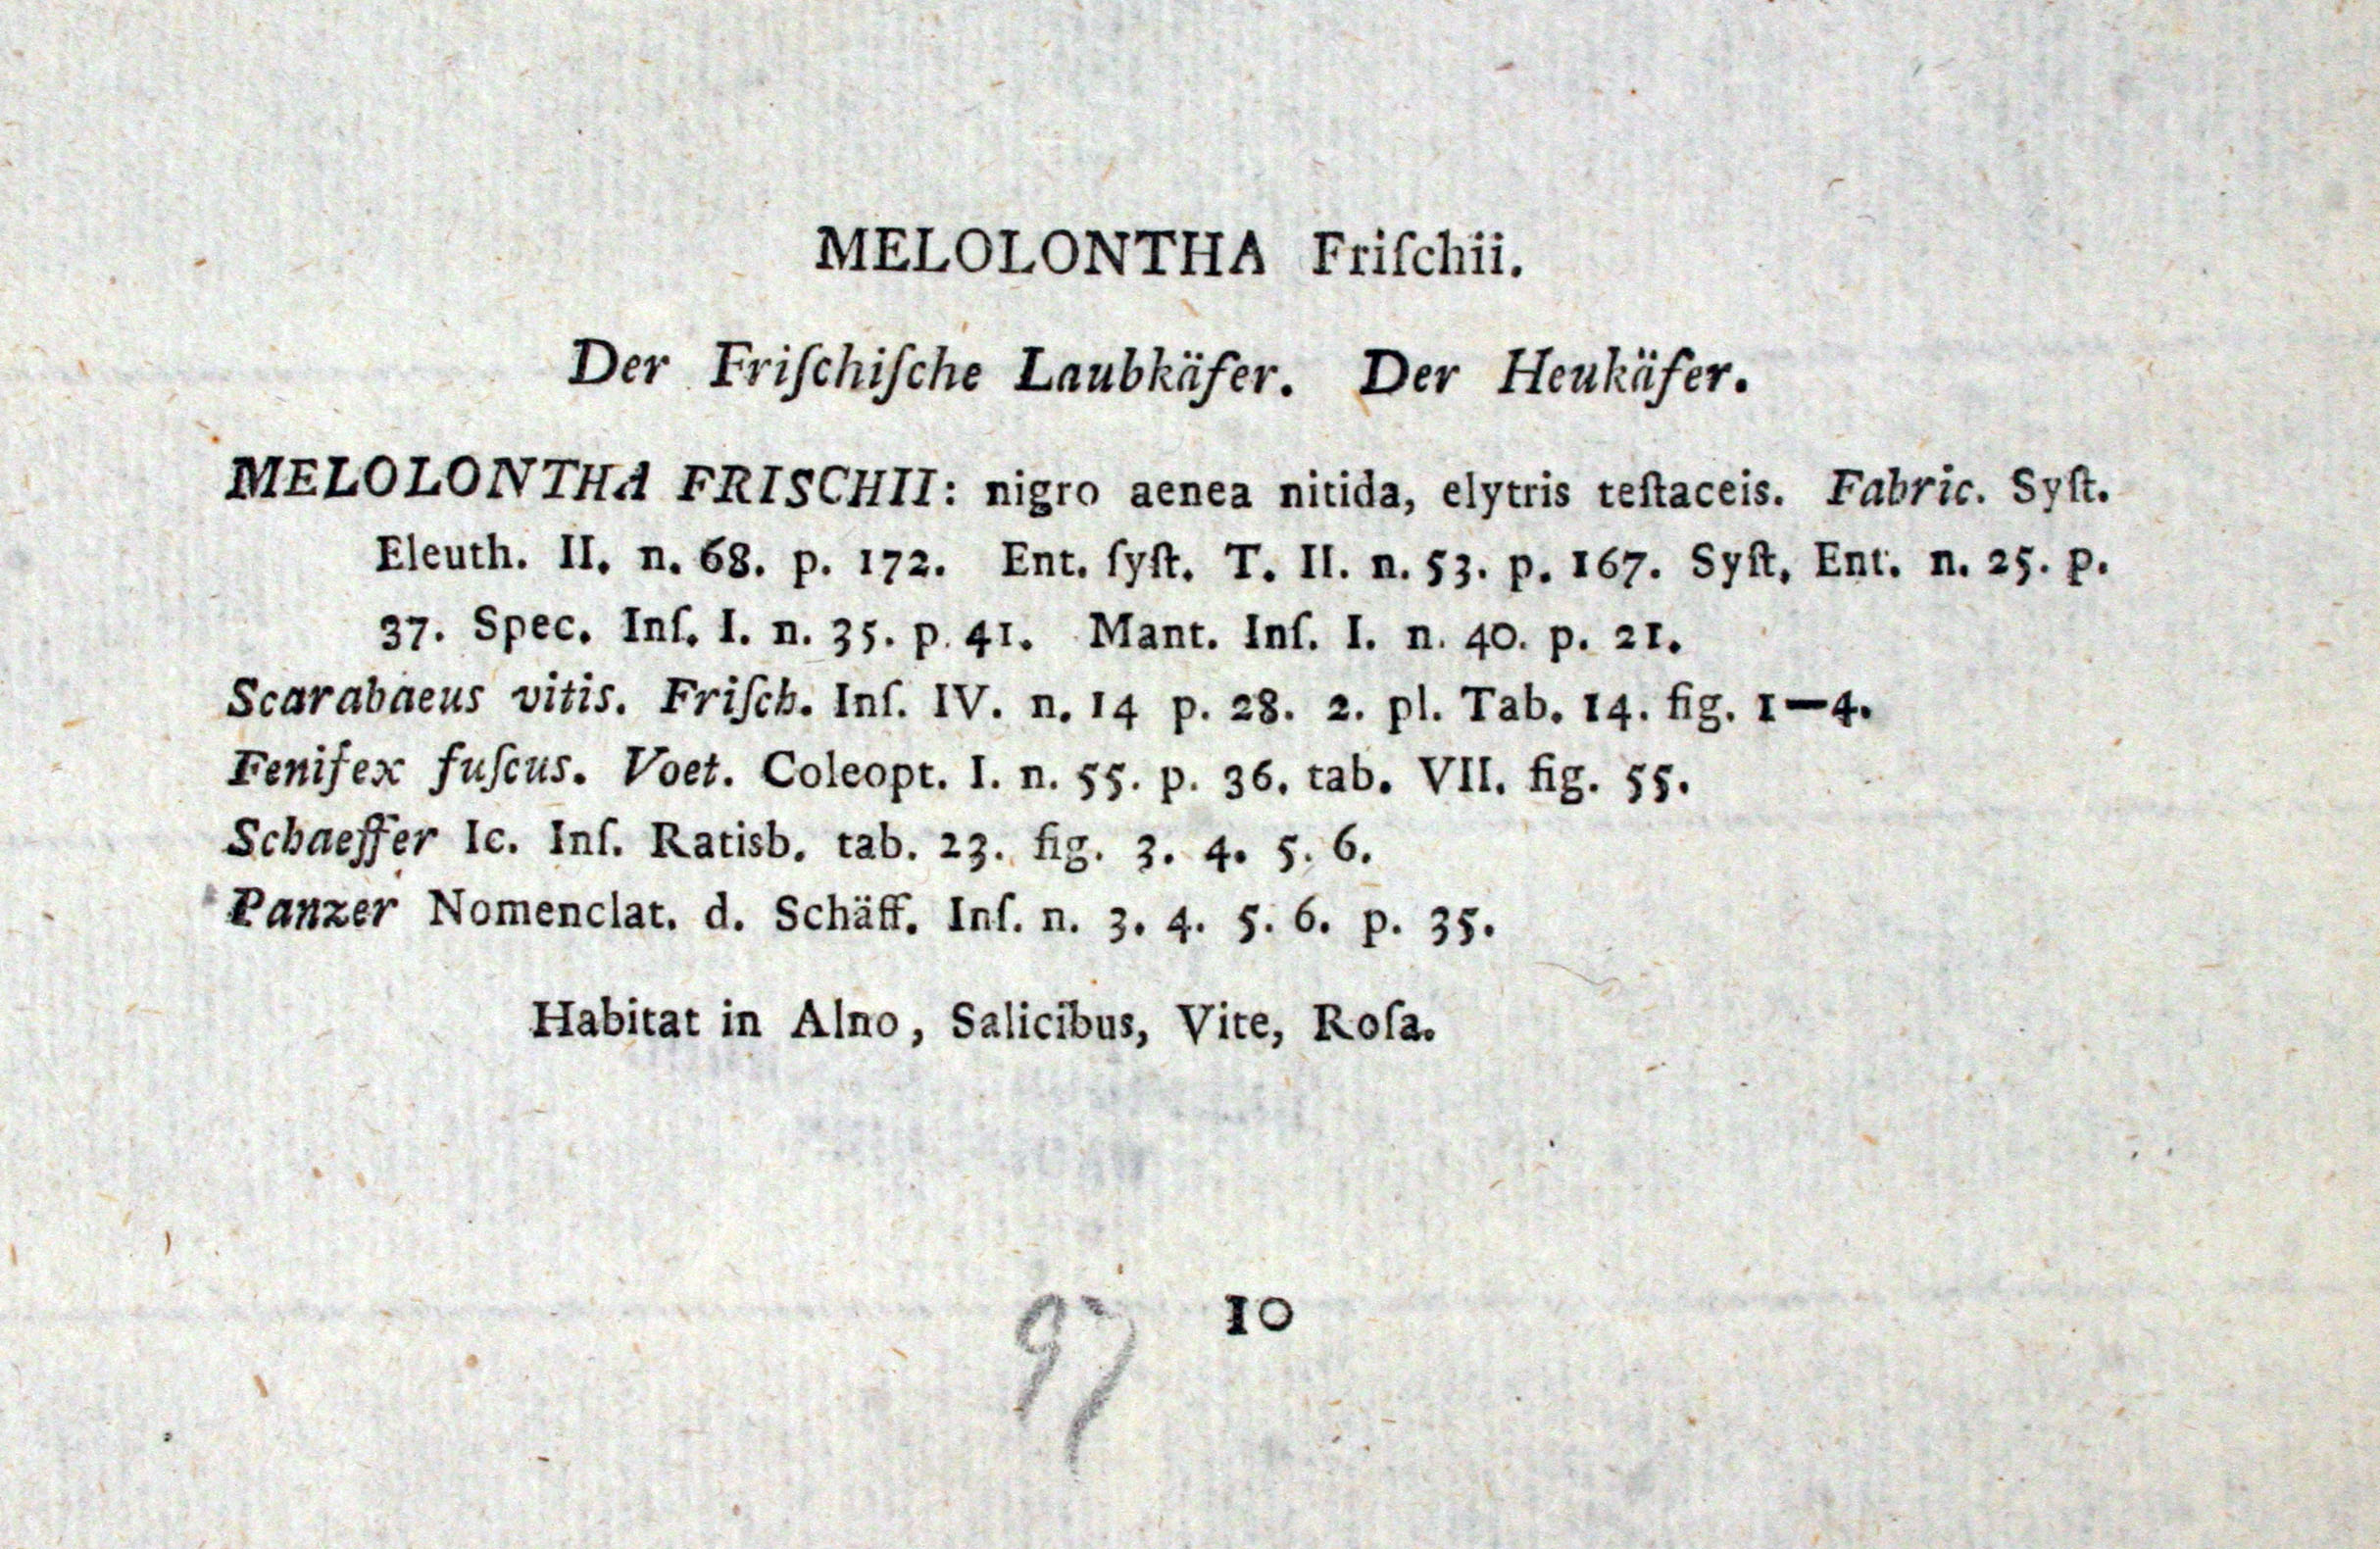 MELOLONTHA Friſchii.
Der Friſchiſche Laubkäfer. Der Heukäfer.
MELOLONTHA FRISCHII: nigro aenea nitida, elytris teſtaceis. Fabric. Syſt.
Eleuth. II. n. 68. p. 172. Ent. ſyſt. T. II. n. 53. p. 167. Syſt. Ent. n. 25. p.
37. Spec. Inſ. I. n. 35. p. 41. Mant. Inſ. I. n. 40. p. 21.
Scarabaeus vitis. Friſch. Inſ. IV. n. 14 p. 28. 2. pl. Tab. 14. fig. 1—4.
Fenifex fuſcus. Voet. Coleopt. I. n. 55. p. 36. tab. VII. fig. 55.
Schaeffer Ic. Inſ. Ratisb. tab. 23. fig. 3. 4. 5. 6.
Panzer Nomenclat. d. Schäff. Inſ. n. 3. 4. 5. 6. p. 35.
Habitat in Alno, Salicibus, Vite, Roſa.
97 10